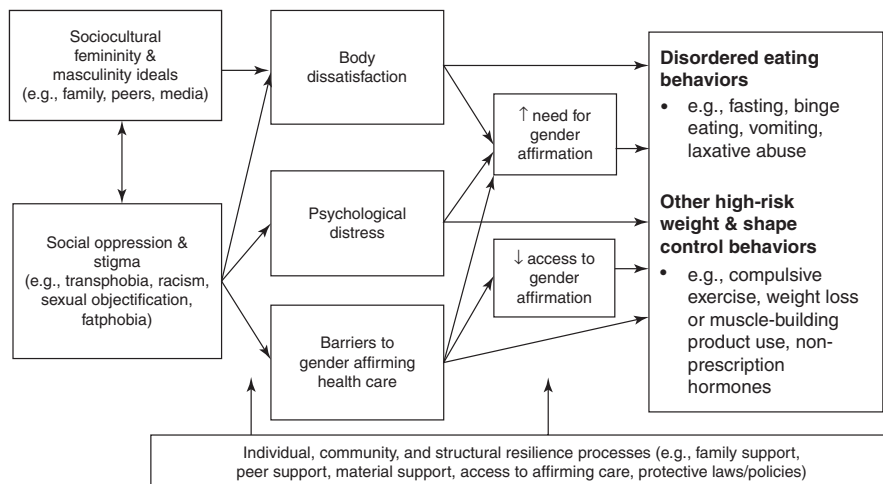 Sociocultural
femininity &
masculinity ideals
(e.g., family, peers, media)
Social oppression &
stigma
(e.g., transphobia, racism,
sexual objectification,
fatphobia)
Body
dissatisfaction
Psychological
distress
Barriers to
gender affirming
health care
↑ need for
gender
affirmation
↓ access to
gender
affirmation
Disordered eating
behaviors
• e.g., fasting, binge
eating, vomiting,
laxative abuse
Other high-risk
weight & shape
control behaviors
• e.g., compulsive
exercise, weight loss
or muscle-building
product use, non-
prescription
hormones
Individual, community, and structural resilience processes (e.g., family support,
peer support, material support, access to affirming care, protective laws/policies)